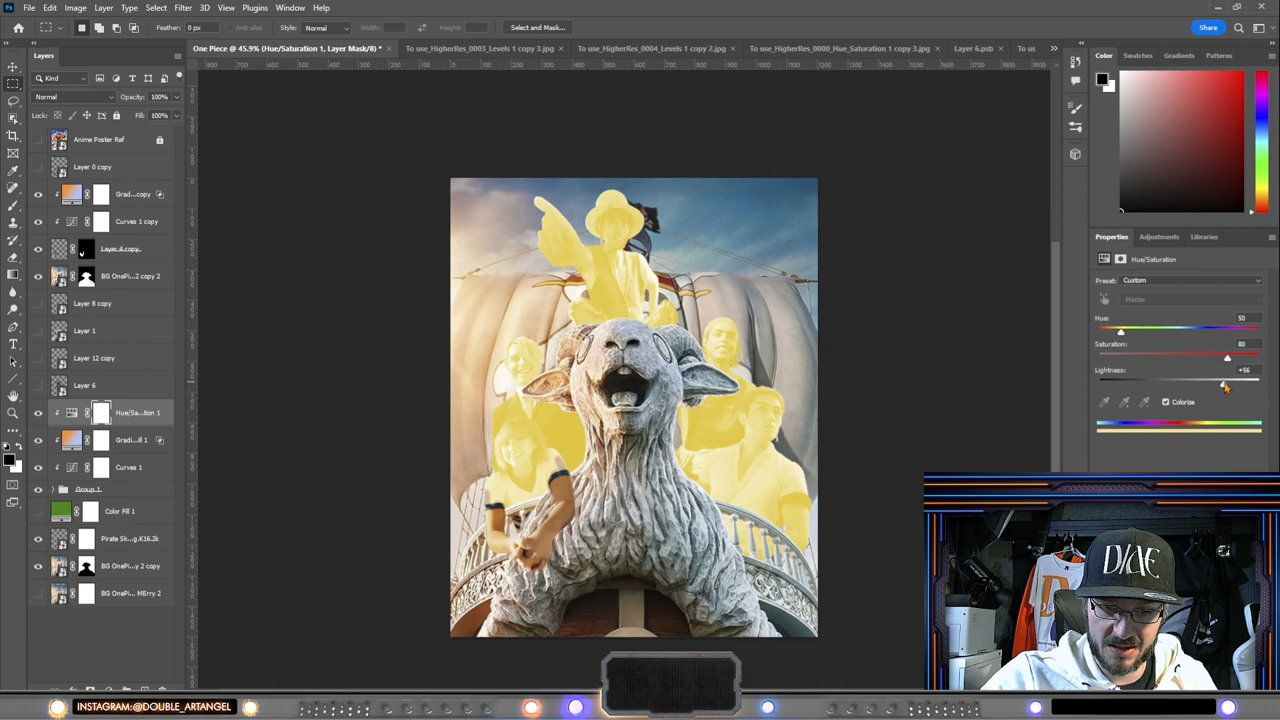 Ps File Edit Image Layer Type Select Filter 3D View Plugins Window Help
Feather: 0 px Anti-alias Style: Normal Width: Height: Select and Mask... Share
One Piece @ 45.9% (Hue/Saturation 1, Layer Mask/8) * × To use_HigherRes_0003_Levels 1 copy 3.jpg × To use_HigherRes_0004_Levels 1 copy 2.jpg × To use_HigherRes_0000_Hue_Saturation 1 copy 3.jpg × Layer 6.psb × To us
Layers
Kind
Normal Opacity: 100%
Lock: Fill: 100%
Anime Poster Ref
Layer 0 copy
Grad...copy
Curves 1 copy
Layer 4 copy
BG OnePi...2 copy 2
Layer 8 copy
Layer 1
Layer 12 copy
Layer 6
Hue/Sa...tion 1
Gradi...ill 1
Curves 1
Group 1
Color Fill 1
Pirate Sk...g.K16.2k
BG OnePi...y 2 copy
BG OnePi... MErry 2
Color Swatches Gradients Patterns
Properties Adjustments Libraries
Hue/Saturation
Preset: Custom
Master
Hue: 50
Saturation: 80
Lightness: +56
Colorize
INSTAGRAM:@DOUBLE_ARTANGEL